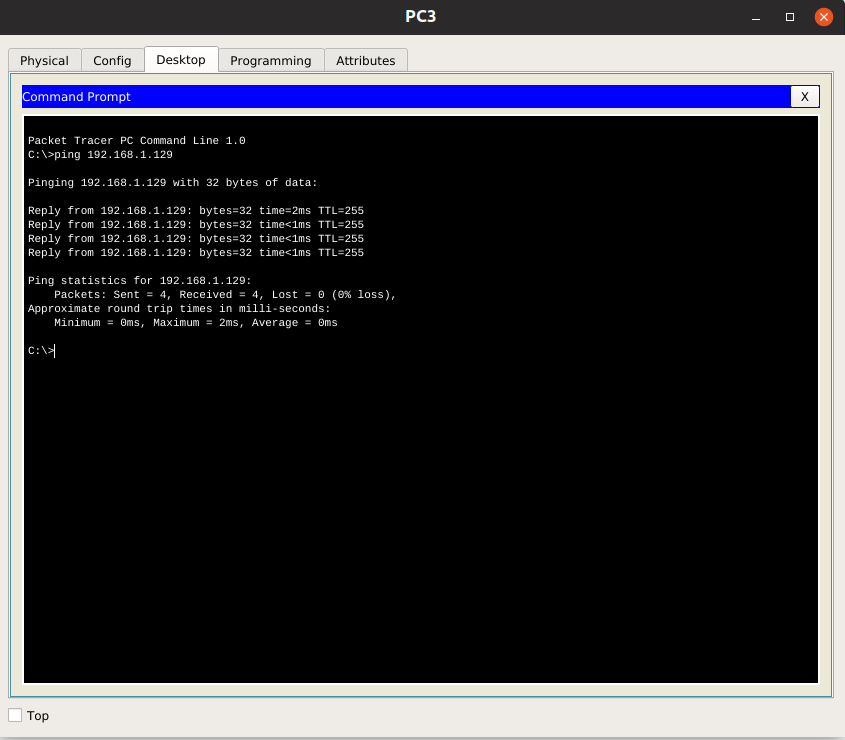 PC3
Physical Config Desktop Programming Attributes
Command Prompt X
Packet Tracer PC Command Line 1.0
C:\>ping 192.168.1.129
Pinging 192.168.1.129 with 32 bytes of data:
Reply from 192.168.1.129: bytes=32 time=2ms TTL=255
Reply from 192.168.1.129: bytes=32 time<1ms TTL=255
Reply from 192.168.1.129: bytes=32 time<1ms TTL=255
Reply from 192.168.1.129: bytes=32 time<1ms TTL=255
Ping statistics for 192.168.1.129:
    Packets: Sent = 4, Received = 4, Lost = 0 (0% loss),
Approximate round trip times in milli-seconds:
    Minimum = 0ms, Maximum = 2ms, Average = 0ms
C:\>
Top